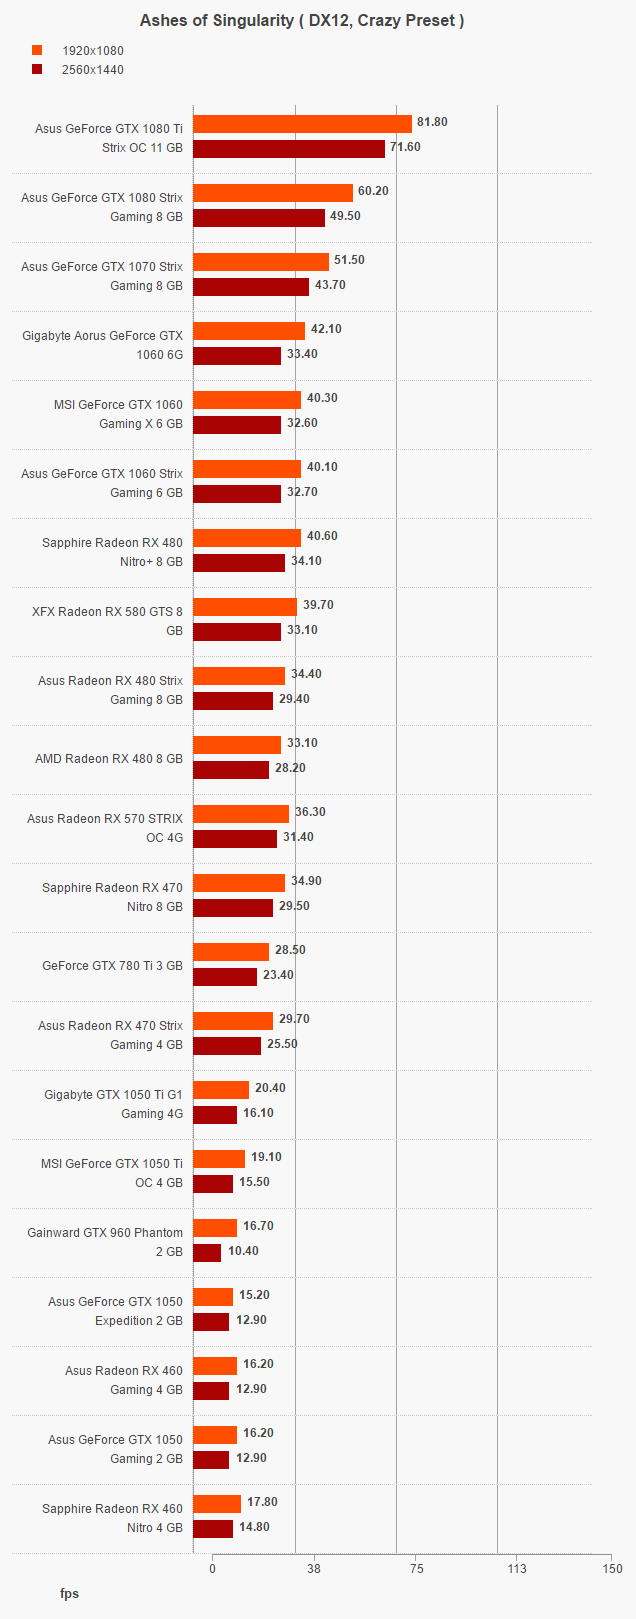 Ashes of Singularity ( DX12, Crazy Preset )
1920x1080
2560x1440
Asus GeForce GTX 1080 Ti
Strix OC 11 GB
81.80
71.60
Asus GeForce GTX 1080 Strix
Gaming 8 GB
60.20
49.50
Asus GeForce GTX 1070 Strix
Gaming 8 GB
51.50
43.70
Gigabyte Aorus GeForce GTX
1060 6G
42.10
33.40
MSI GeForce GTX 1060
Gaming X 6 GB
40.30
32.60
Asus GeForce GTX 1060 Strix
Gaming 6 GB
40.10
32.70
Sapphire Radeon RX 480
Nitro+ 8 GB
40.60
34.10
XFX Radeon RX 580 GTS 8
GB
39.70
33.10
Asus Radeon RX 480 Strix
Gaming 8 GB
34.40
29.40
AMD Radeon RX 480 8 GB
33.10
28.20
Asus Radeon RX 570 STRIX
OC 4G
36.30
31.40
Sapphire Radeon RX 470
Nitro 8 GB
34.90
29.50
GeForce GTX 780 Ti 3 GB
28.50
23.40
Asus Radeon RX 470 Strix
Gaming 4 GB
29.70
25.50
Gigabyte GTX 1050 Ti G1
Gaming 4G
20.40
16.10
MSI GeForce GTX 1050 Ti
OC 4 GB
19.10
15.50
Gainward GTX 960 Phantom
2 GB
16.70
10.40
Asus GeForce GTX 1050
Expedition 2 GB
15.20
12.90
Asus Radeon RX 460
Gaming 4 GB
16.20
12.90
Asus GeForce GTX 1050
Gaming 2 GB
16.20
12.90
Sapphire Radeon RX 460
Nitro 4 GB
17.80
14.80
0 38 75 113 150
fps